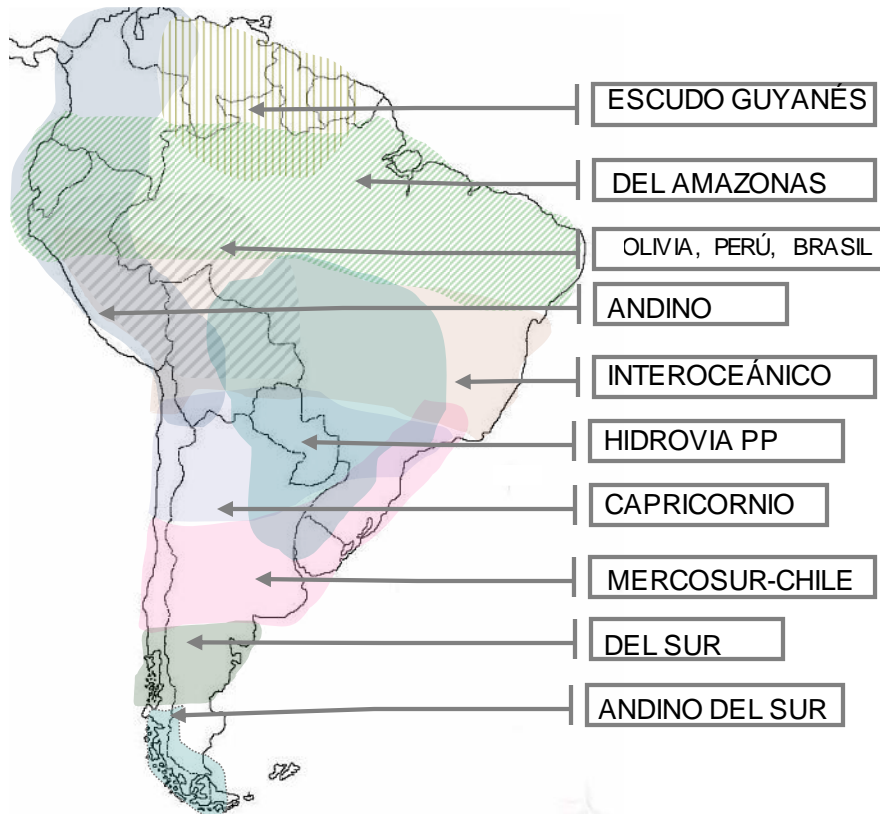 ESCUDO GUYANÉS
DEL AMAZONAS
OLIVIA, PERÚ, BRASIL
ANDINO
INTEROCEÁNICO
HIDROVIA PP
CAPRICORNIO
MERCOSUR-CHILE
DEL SUR
ANDINO DEL SUR